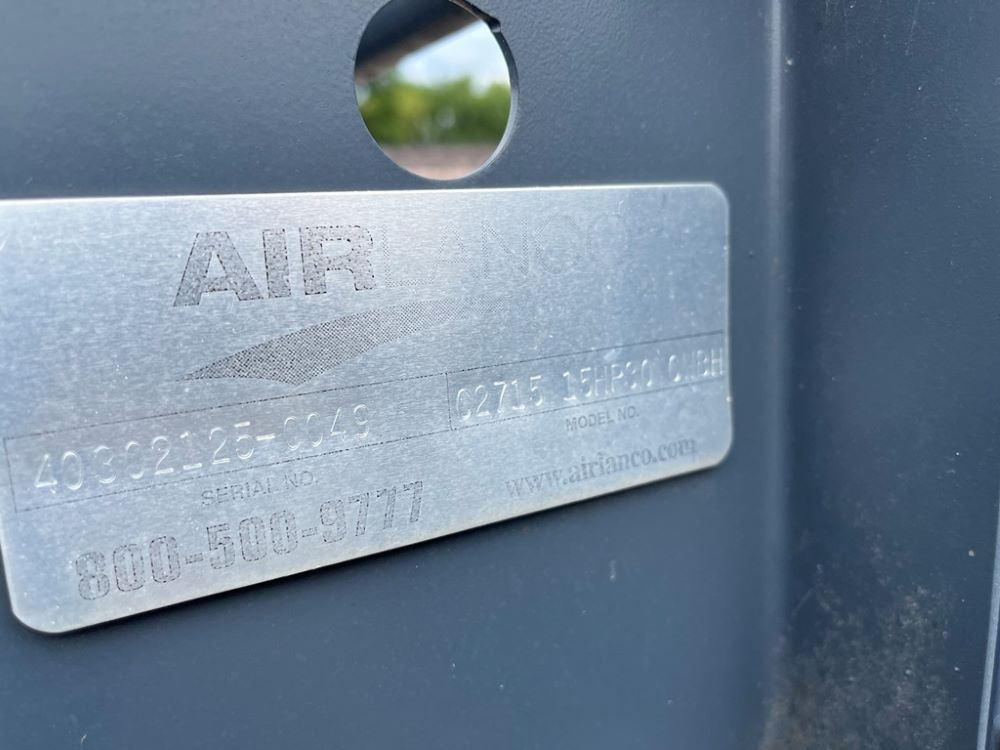 AIRLANCO
40302125-0049 C2715 15HP30 CWBH
SERIAL NO. MODEL NO.
800-500-9777 www.airlanco.com